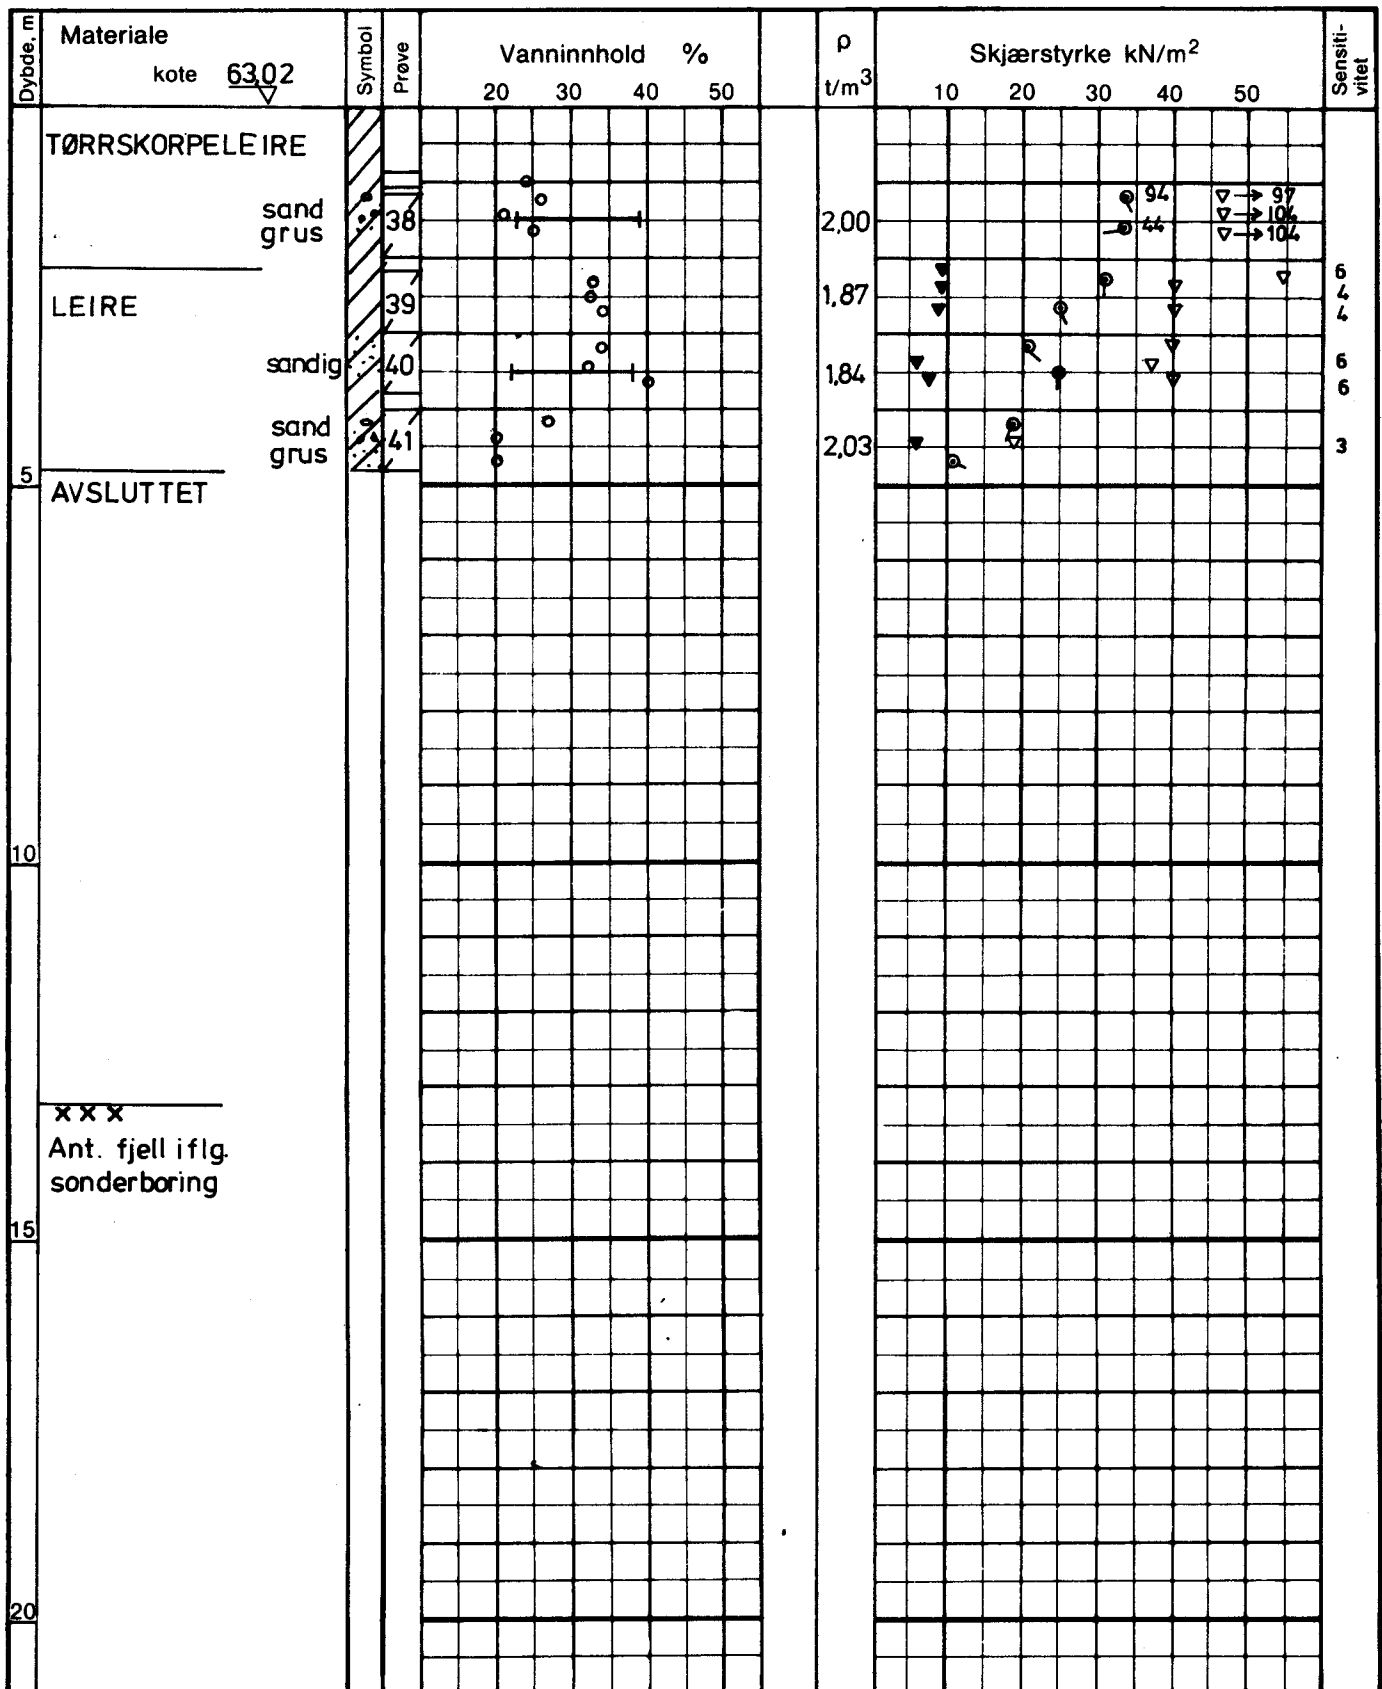 Dybde, m
Materiale
kote 63,02
Symbol
Prøve
Vanninnhold %
20 30 40 50
ρ
t/m³
Skjærstyrke kN/m²
10 20 30 40 50
Sensiti-
vitet
TØRRSKORPELEIRE
sand
grus
38
2,00
94
44
97
104
104
LEIRE
39
1,87
6
4
4
sandig
40
1,84
6
6
sand
grus
41
2,03
3
5
AVSLUTTET
10
x x x
Ant. fjell iflg.
sonderboring
15
20